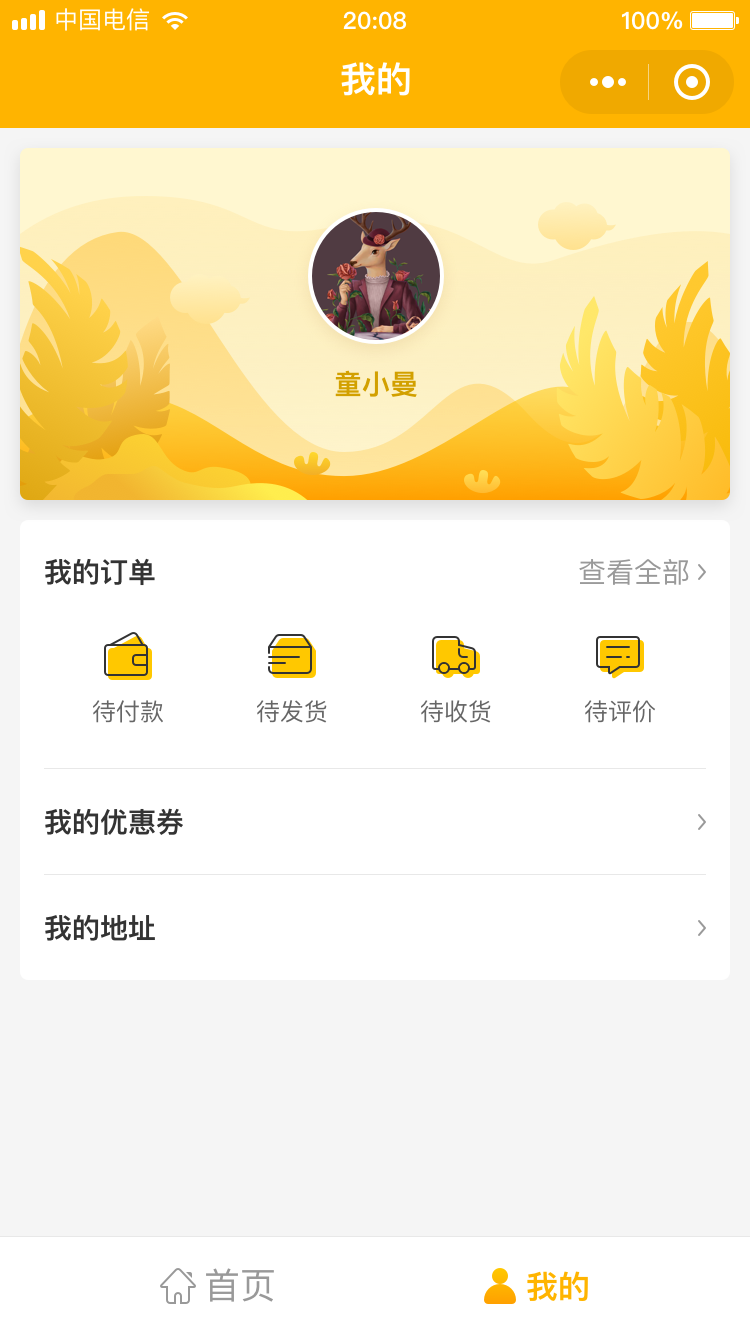 中国电信 20:08 100%
我的
童小曼
我的订单 查看全部
待付款 待发货 待收货 待评价
我的优惠券
我的地址
首页 我的